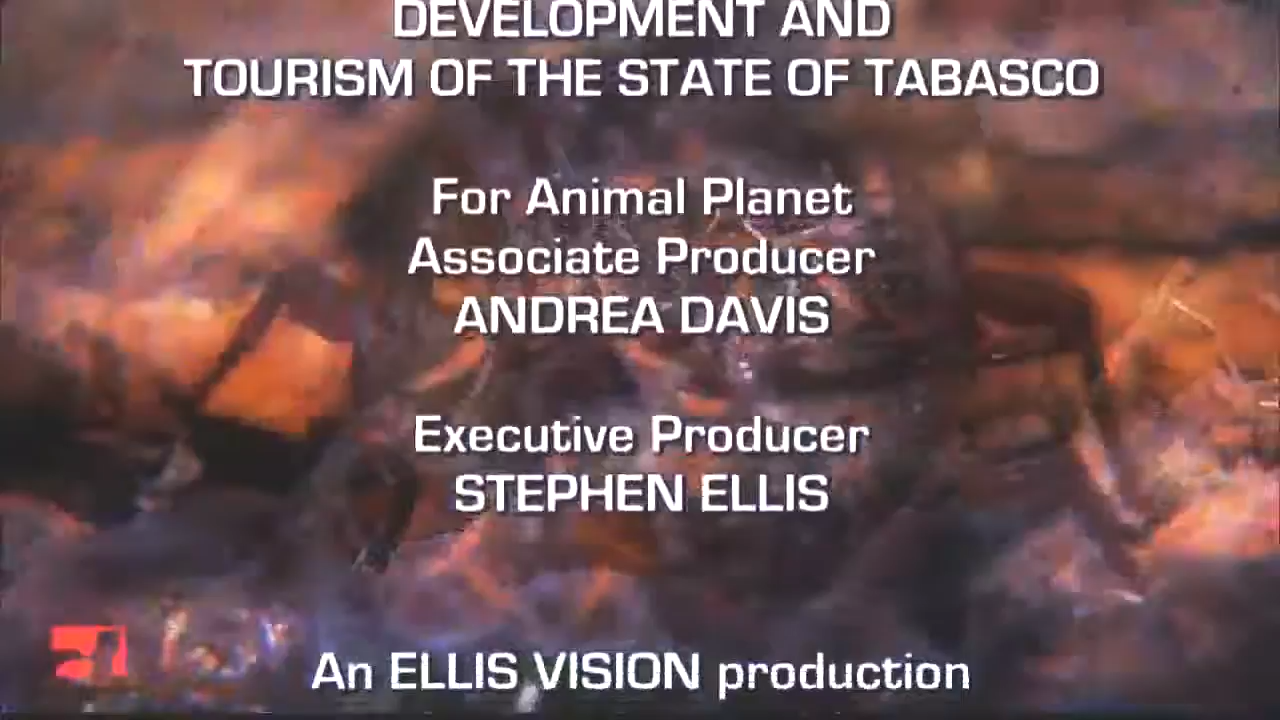 DEVELOPMENT AND
TOURISM OF THE STATE OF TABASCO
For Animal Planet
Associate Producer
ANDREA DAVIS
Executive Producer
STEPHEN ELLIS
An ELLIS VISION production